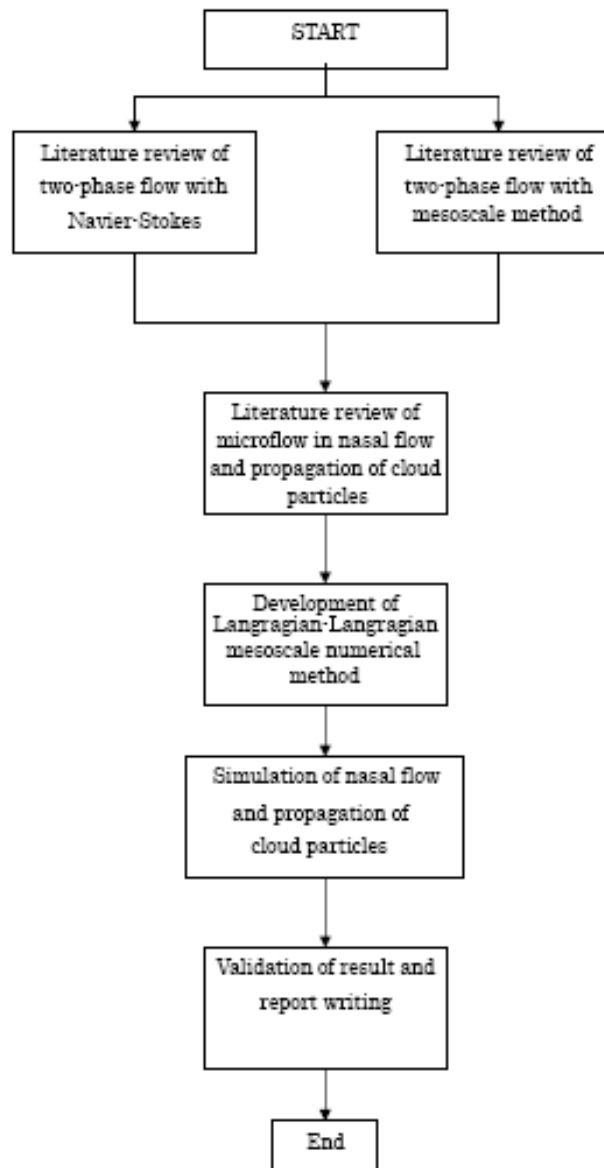 START
Literature review of
two-phase flow with
Navier-Stokes
Literature review of
two-phase flow with
mesoscale method
Literature review of
microflow in nasal flow
and propagation of cloud
particles
Development of
Langragian-Langragian
mesoscale numerical
method
Simulation of nasal flow
and propagation of
cloud particles
Validation of result and
report writing
End